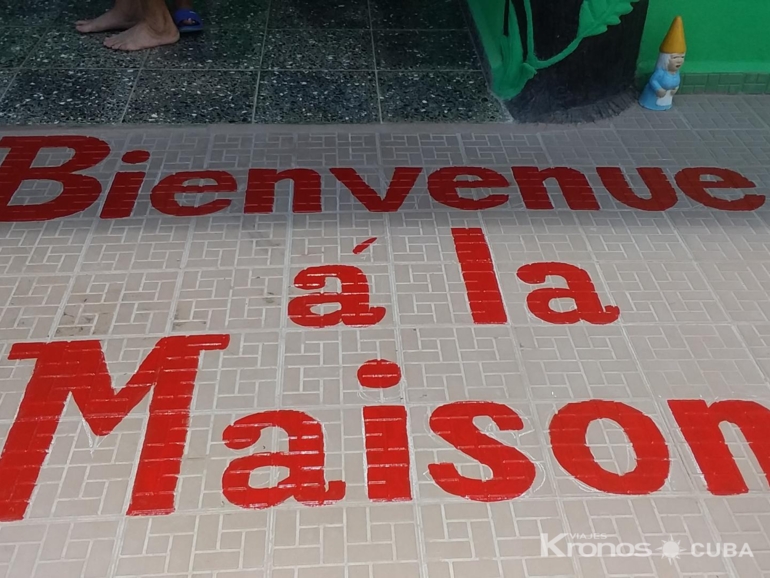 Bienvenue
á la
Maison
VIAJES
Kronos CUBA